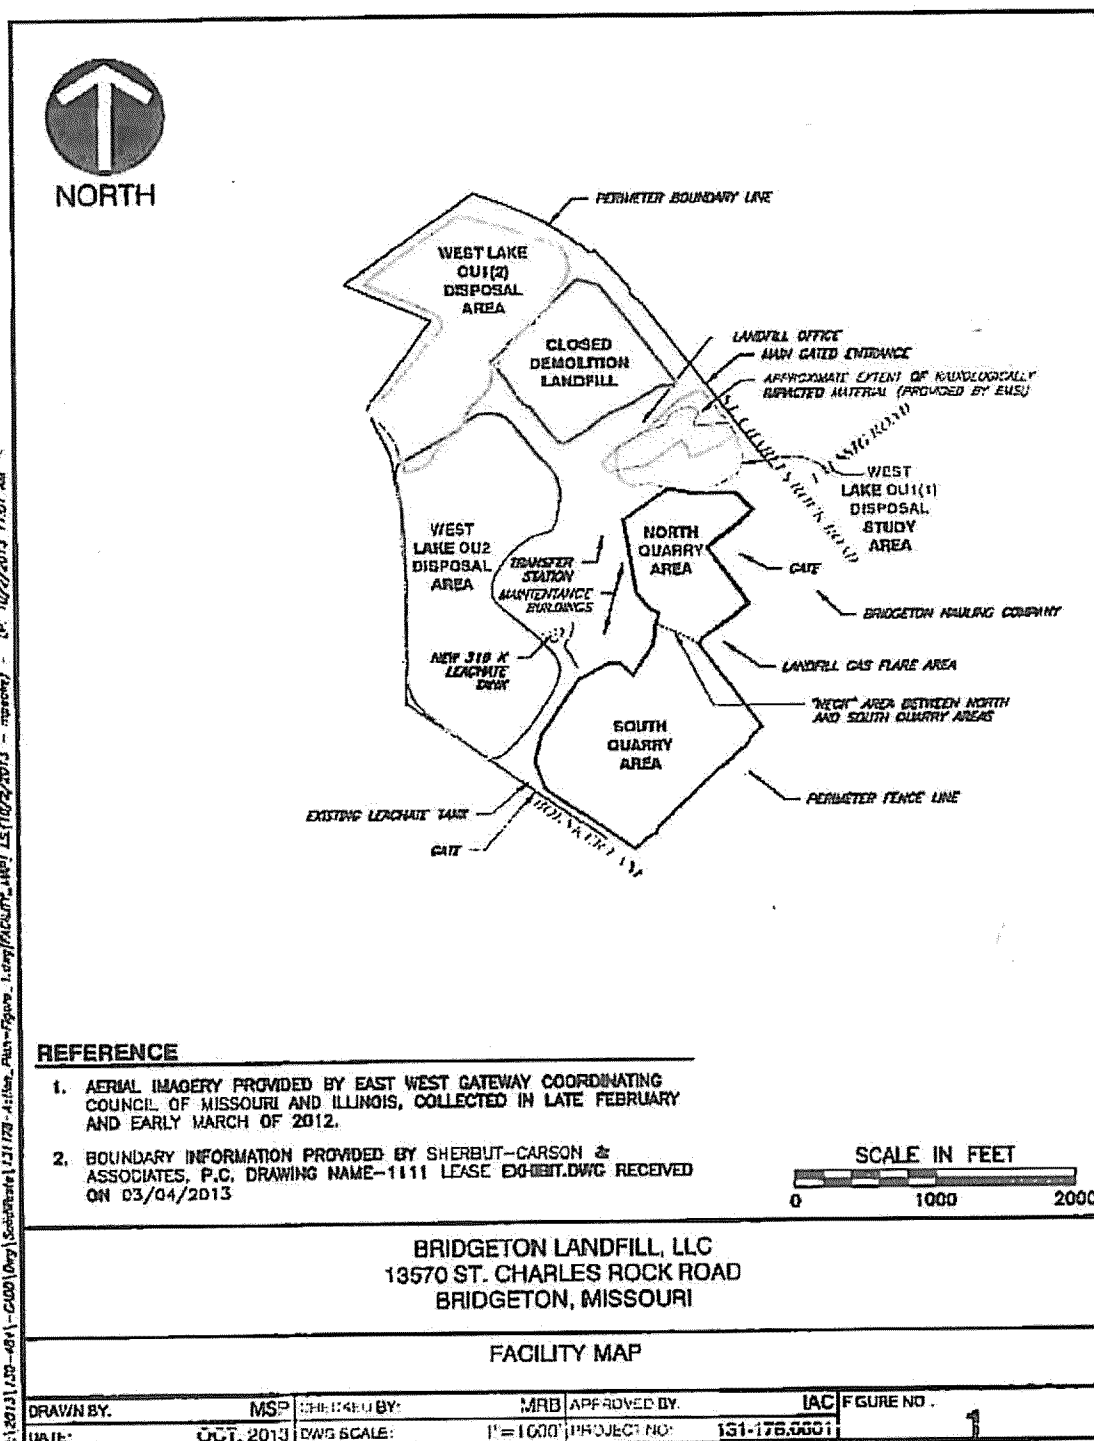 NORTH
PERIMETER BOUNDARY LINE
WEST LAKE
OU1(2)
DISPOSAL
AREA
CLOSED
DEMOLITION
LANDFILL
LANDFILL OFFICE
MAIN GATED ENTRANCE
APPROXIMATE EXTENT OF RADIOLOGICALLY
IMPACTED MATERIAL (PROVIDED BY EMSI)
ST. CHARLES ROCK ROAD
ROAD
WEST
LAKE OU1(1)
DISPOSAL
STUDY
AREA
WEST
LAKE OU2
DISPOSAL
AREA
NORTH
QUARRY
AREA
TRANSFER
STATION
MAINTENTANCE
BUILDINGS
GATE
BRIDGETON HAULING COMPANY
NEW 316 K
LEACHATE
TANK
LANDFILL GAS FLARE AREA
"NECK" AREA BETWEEN NORTH
AND SOUTH QUARRY AREAS
SOUTH
QUARRY
AREA
PERIMETER FENCE LINE
EXISTING LEACHATE TANK
GATE
REFERENCE
1. AERIAL IMAGERY PROVIDED BY EAST WEST GATEWAY COORDINATING
COUNCIL OF MISSOURI AND ILLINOIS, COLLECTED IN LATE FEBRUARY
AND EARLY MARCH OF 2012.
2. BOUNDARY INFORMATION PROVIDED BY SHERBUT-CARSON &
ASSOCIATES, P.C. DRAWING NAME-1111 LEASE EXHIBIT.DWG RECEIVED
ON 03/04/2013
SCALE IN FEET
0 1000 2000
BRIDGETON LANDFILL, LLC
13570 ST. CHARLES ROCK ROAD
BRIDGETON, MISSOURI
FACILITY MAP
DRAWN BY: MSP CHECKED BY: MRB APPROVED BY: IAC FIGURE NO.
DATE: OCT. 2013 DWG SCALE: 1"=1000' PROJECT NO: 131-178.0001 1